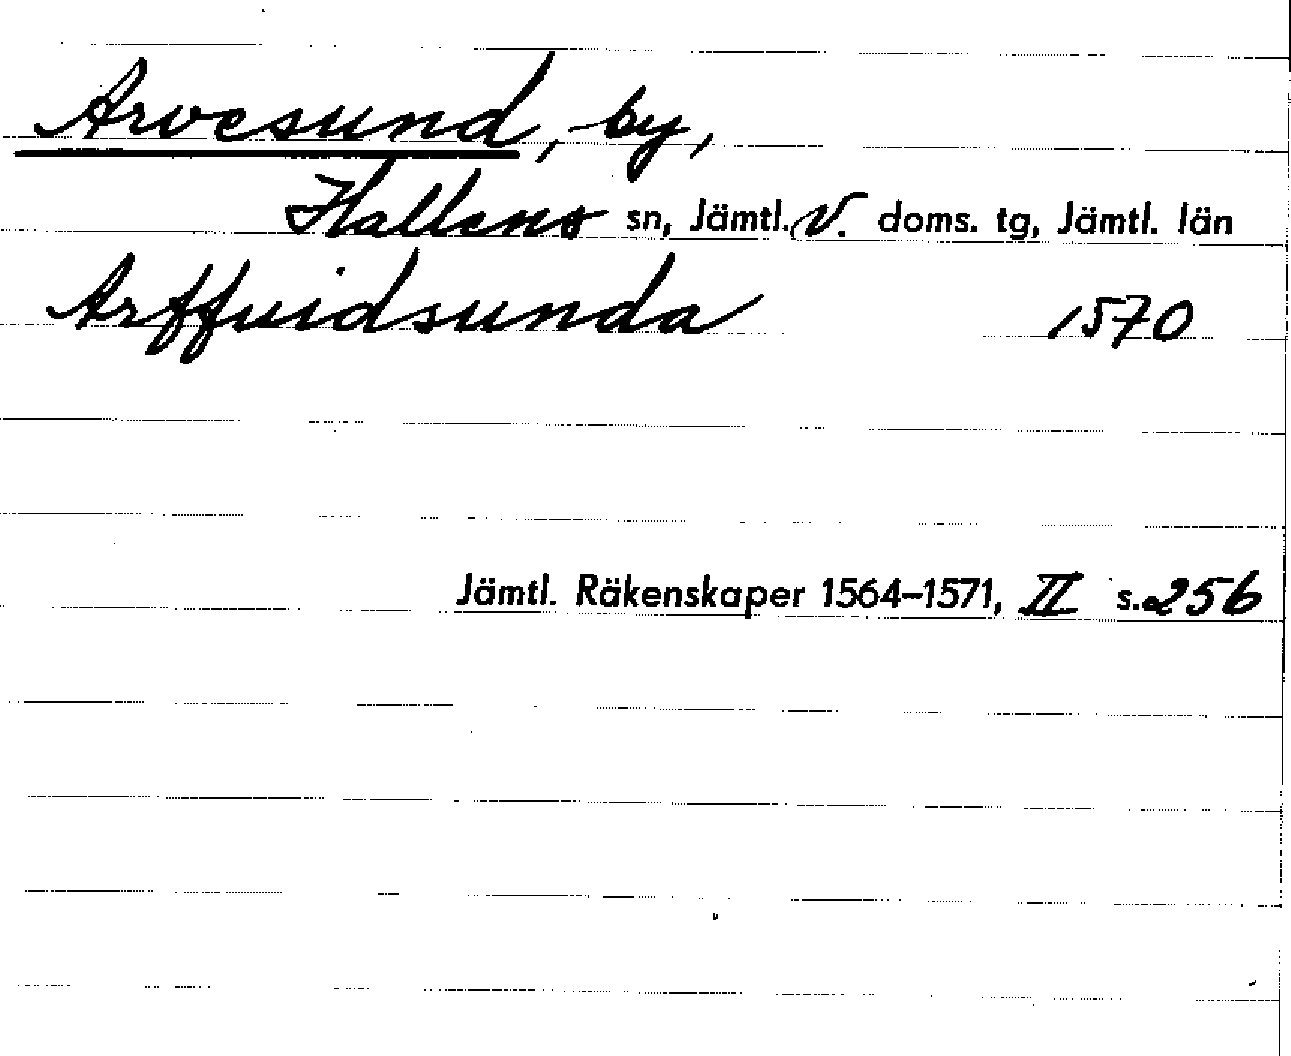 Arvesund, by,
Hallens sn, Jämtl. V. doms. tg, Jämtl. län
Arffuidsunda 1570
Jämtl. Räkenskaper 1564–1571, II s. 256